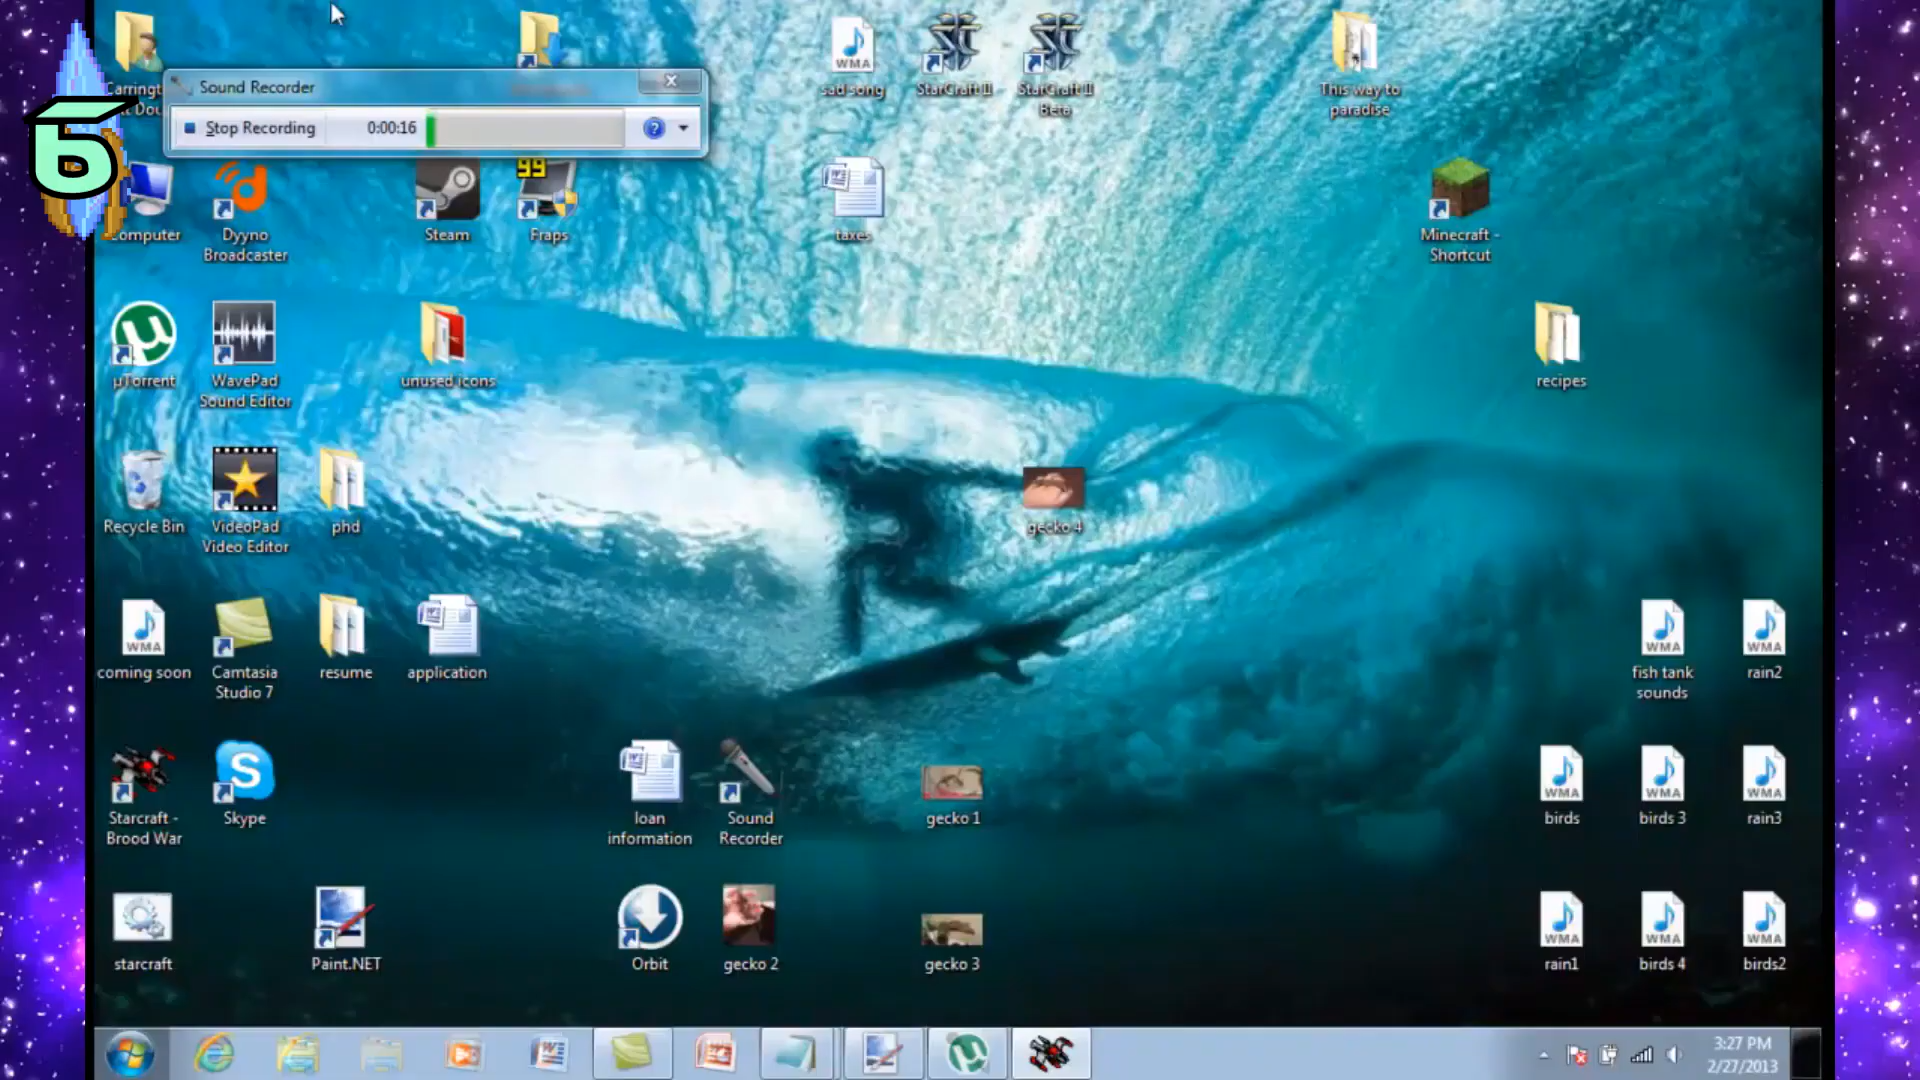 Sound Recorder
Stop Recording
0:00:16
sad song
StarCraft II
StarCraft II
Beta
This way to
paradise
Computer
Dyyno
Broadcaster
Steam
99
Fraps
taxes
Minecraft -
Shortcut
µTorrent
WavePad
Sound Editor
unused icons
recipes
Recycle Bin
VideoPad
Video Editor
phd
gecko 4
WMA
coming soon
Camtasia
Studio 7
resume
application
fish tank
sounds
rain2
Starcraft -
Brood War
Skype
loan
information
Sound
Recorder
gecko 1
birds
birds 3
rain3
starcraft
Paint.NET
Orbit
gecko 2
gecko 3
rain1
birds 4
birds2
3:27 PM
2/27/2013